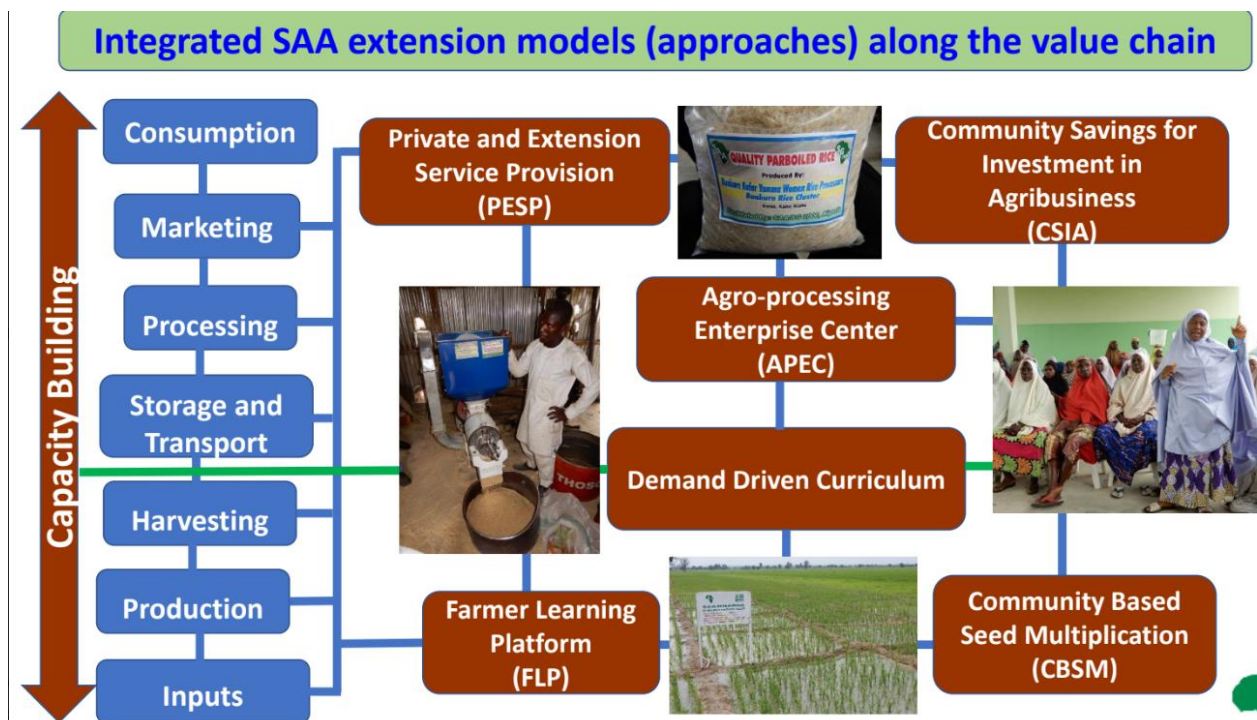 Integrated SAA extension models (approaches) along the value chain
Capacity Building
Consumption
Marketing
Processing
Storage and
Transport
Harvesting
Production
Inputs
Private and Extension
Service Provision
(PESP)
QUALITY PARBOILED RICE
Produced By:
Community Savings for
Investment in
Agribusiness
(CSIA)
Agro-processing
Enterprise Center
(APEC)
THOSO
Demand Driven Curriculum
Farmer Learning
Platform
(FLP)
Community Based
Seed Multiplication
(CBSM)